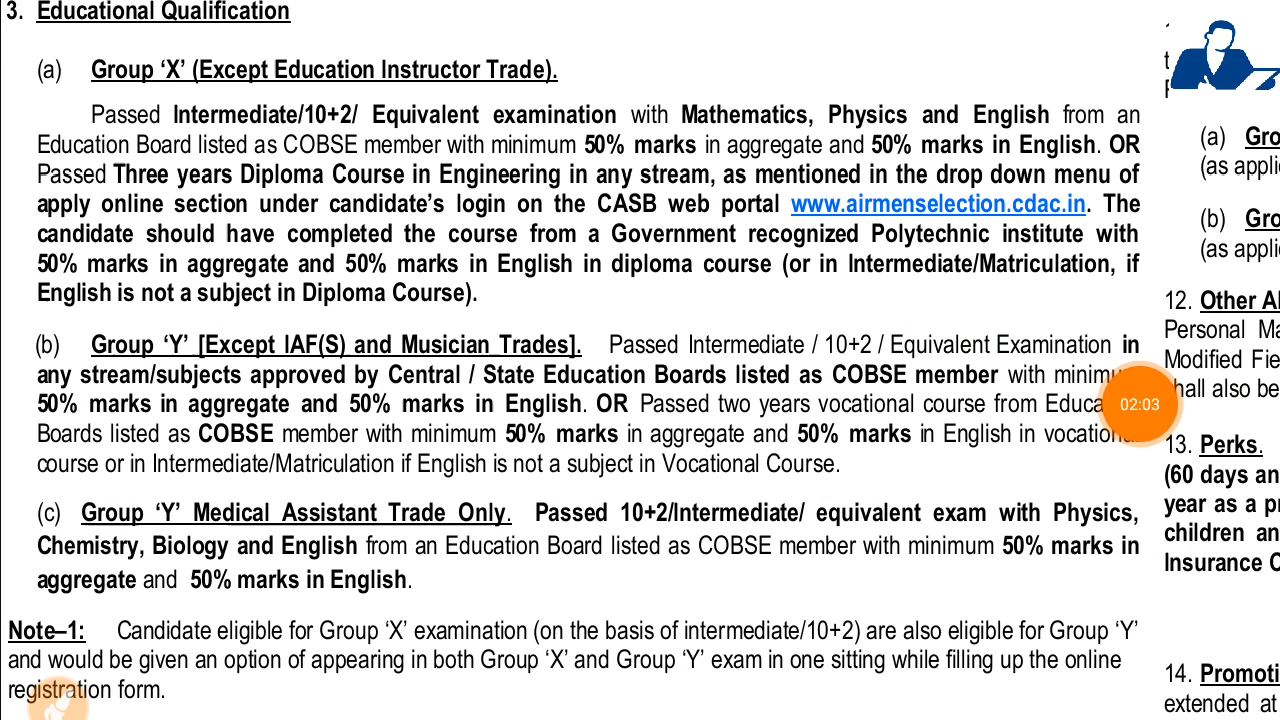 3. Educational Qualification
(a) Group ‘X’ (Except Education Instructor Trade).
Passed Intermediate/10+2/ Equivalent examination with Mathematics, Physics and English from an
Education Board listed as COBSE member with minimum 50% marks in aggregate and 50% marks in English. OR
Passed Three years Diploma Course in Engineering in any stream, as mentioned in the drop down menu of
apply online section under candidate’s login on the CASB web portal www.airmenselection.cdac.in. The
candidate should have completed the course from a Government recognized Polytechnic institute with
50% marks in aggregate and 50% marks in English in diploma course (or in Intermediate/Matriculation, if
English is not a subject in Diploma Course).
(b) Group ‘Y’ [Except IAF(S) and Musician Trades]. Passed Intermediate / 10+2 / Equivalent Examination in
any stream/subjects approved by Central / State Education Boards listed as COBSE member with
50% marks in aggregate and 50% marks in English. OR Passed two years vocational course from
Boards listed as COBSE member with minimum 50% marks in aggregate and 50% marks in English in vocational
course or in Intermediate/Matriculation if English is not a subject in Vocational Course.
(c) Group ‘Y’ Medical Assistant Trade Only. Passed 10+2/Intermediate/ equivalent exam with Physics,
Chemistry, Biology and English from an Education Board listed as COBSE member with minimum 50% marks in
aggregate and 50% marks in English.
Note–1: Candidate eligible for Group ‘X’ examination (on the basis of intermediate/10+2) are also eligible for Group ‘Y’
and would be given an option of appearing in both Group ‘X’ and Group ‘Y’ exam in one sitting while filling up the online
registration form.
02:03
(a)
(as
(b)
(as
12. Other
Personal
Modified
shall also be
13. Perks.
(60 days
year as a
children
Insurance
14.
extended at